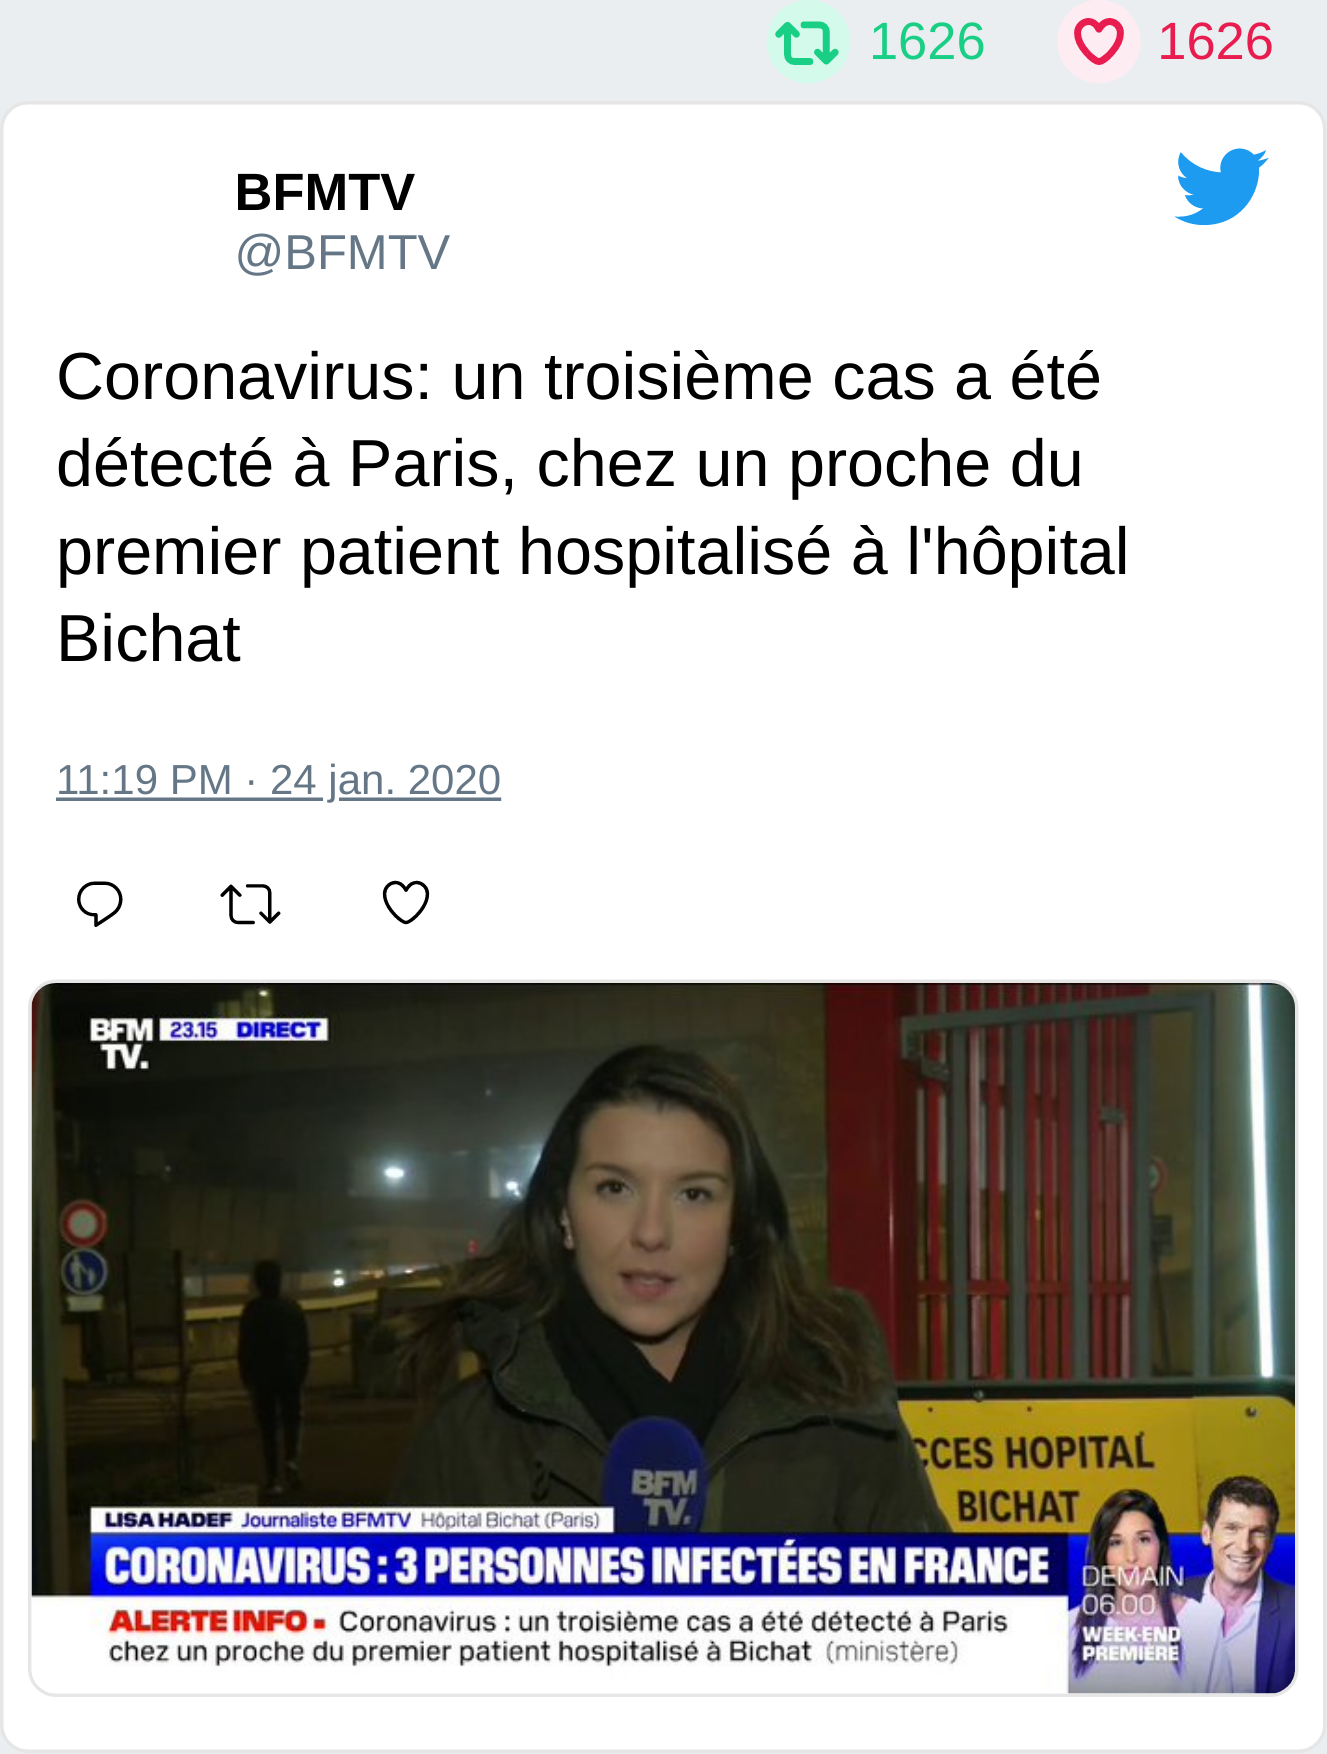 1626 1626
BFMTV
@BFMTV
Coronavirus: un troisième cas a été
détecté à Paris, chez un proche du
premier patient hospitalisé à l'hôpital
Bichat
11:19 PM · 24 jan. 2020
BFM 23.15 DIRECT
TV.
CCES HOPITAL
BICHAT
BFM
TV.
LISA HADEF Journaliste BFMTV Hôpital Bichat (Paris)
CORONAVIRUS : 3 PERSONNES INFECTÉES EN FRANCE
ALERTE INFO ▪ Coronavirus : un troisième cas a été détecté à Paris
chez un proche du premier patient hospitalisé à Bichat (ministère)
DEMAIN
06.00
WEEK-END
PREMIÈRE